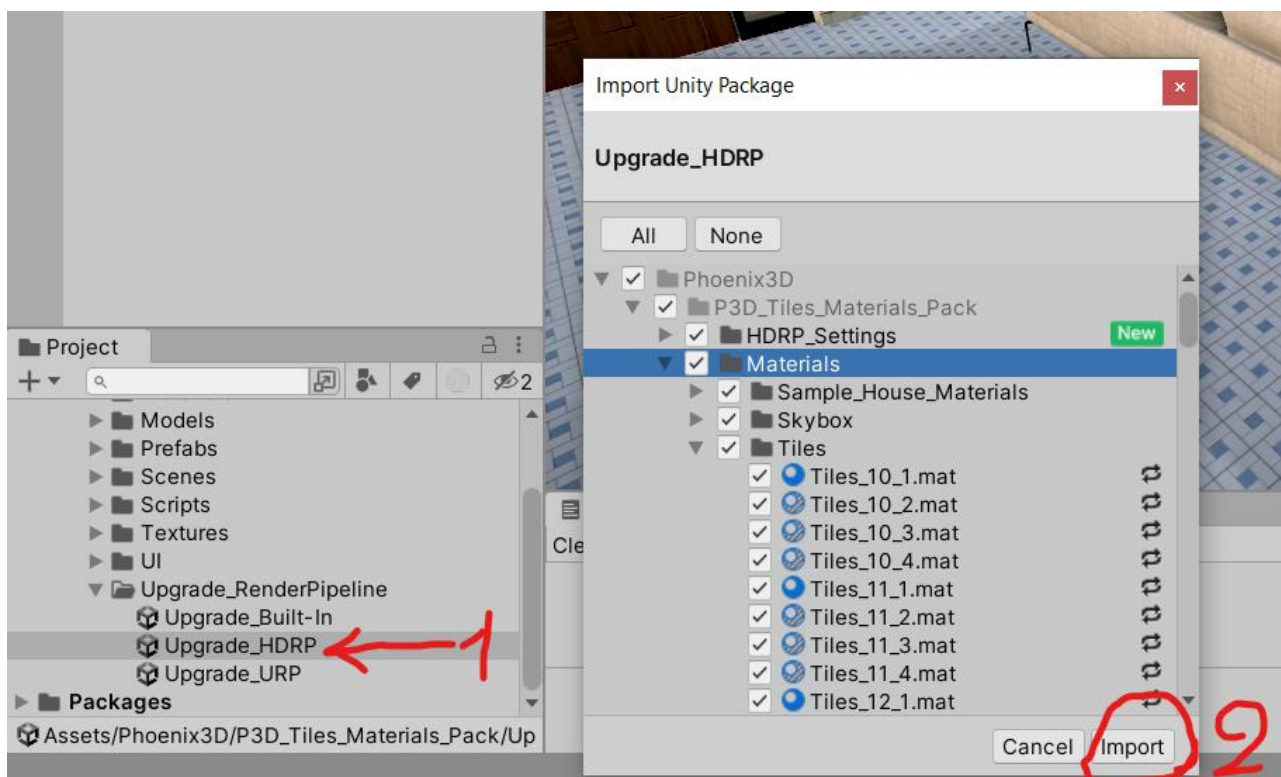 Project
2
Models
Prefabs
Scenes
Scripts
Textures
UI
Upgrade_RenderPipeline
Upgrade_Built-In
Upgrade_HDRP
1
Upgrade_URP
Packages
Assets/Phoenix3D/P3D_Tiles_Materials_Pack/Up
Cle
Import Unity Package
Upgrade_HDRP
All None
Phoenix3D
P3D_Tiles_Materials_Pack
HDRP_Settings New
Materials
Sample_House_Materials
Skybox
Tiles
Tiles_10_1.mat
Tiles_10_2.mat
Tiles_10_3.mat
Tiles_10_4.mat
Tiles_11_1.mat
Tiles_11_2.mat
Tiles_11_3.mat
Tiles_11_4.mat
Tiles_12_1.mat
Cancel Import 2